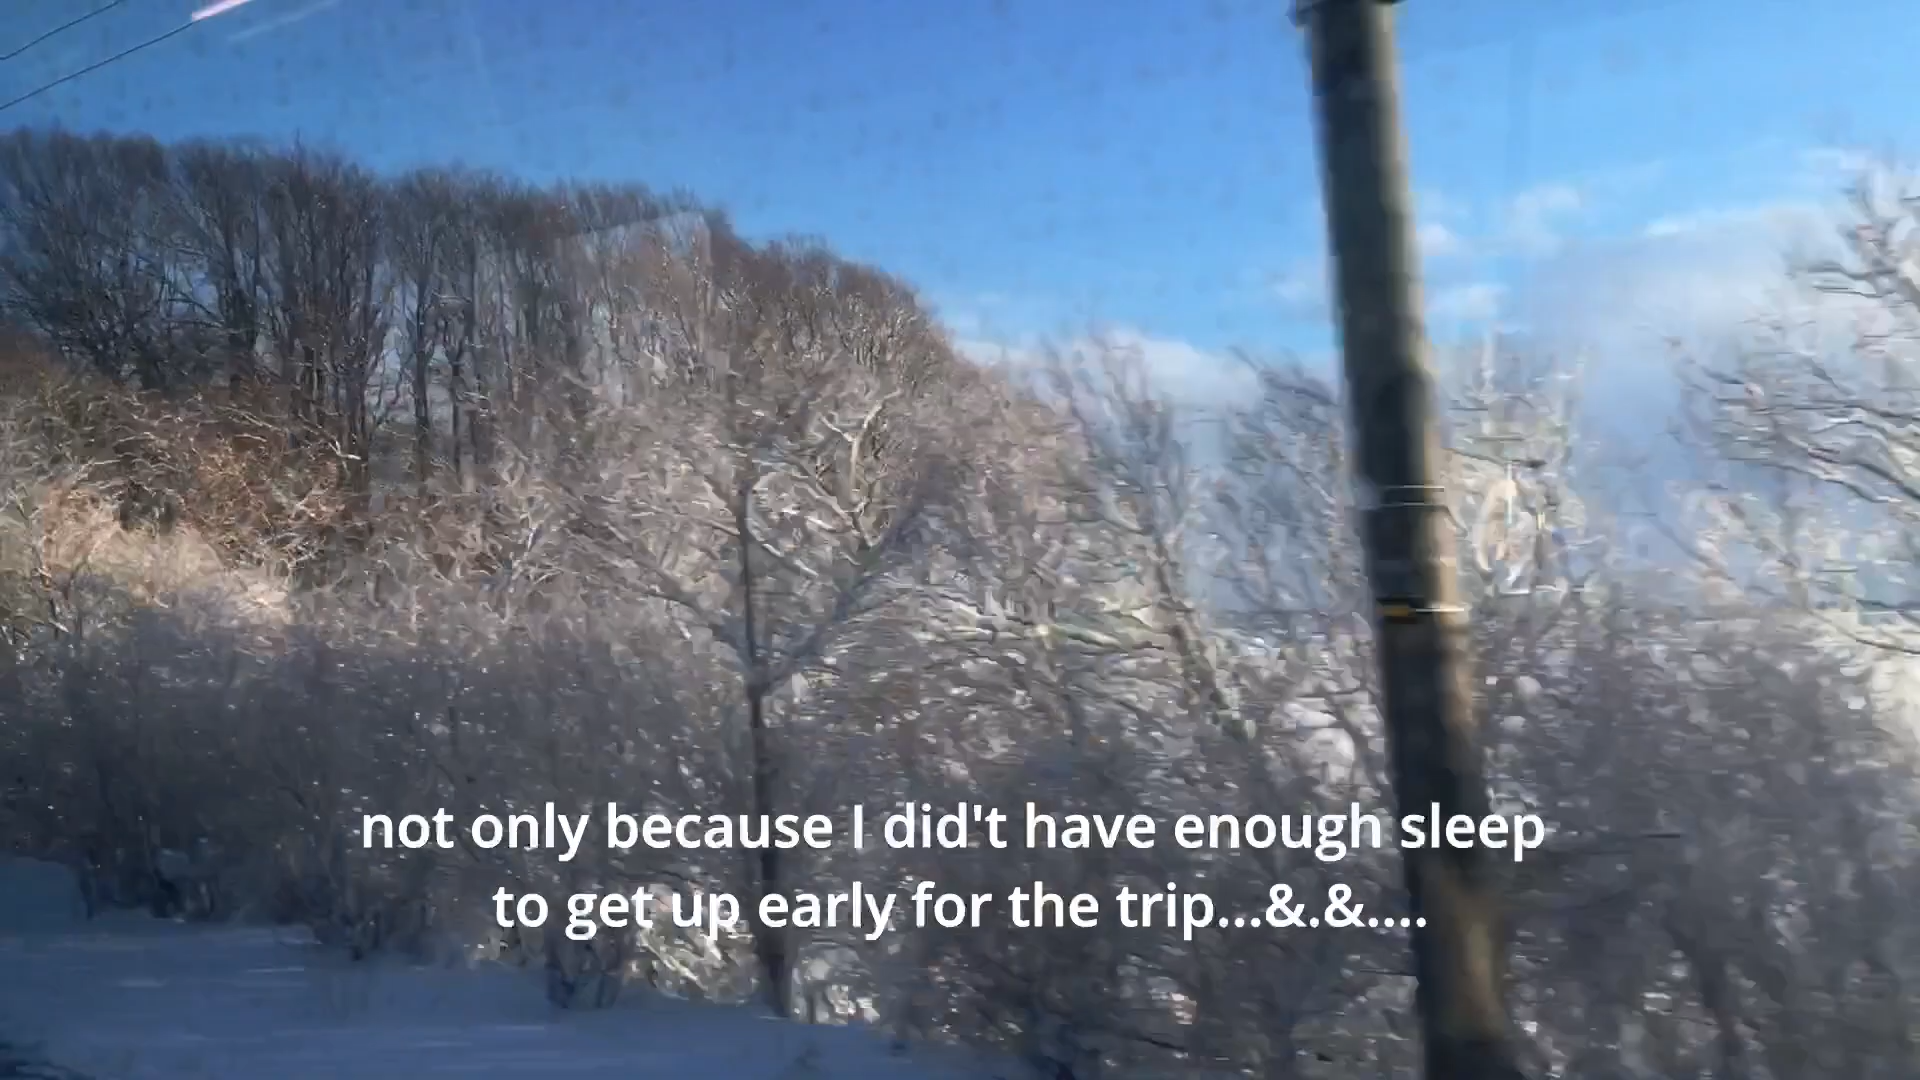 not only because I did't have enough sleep
to get up early for the trip...&.&....